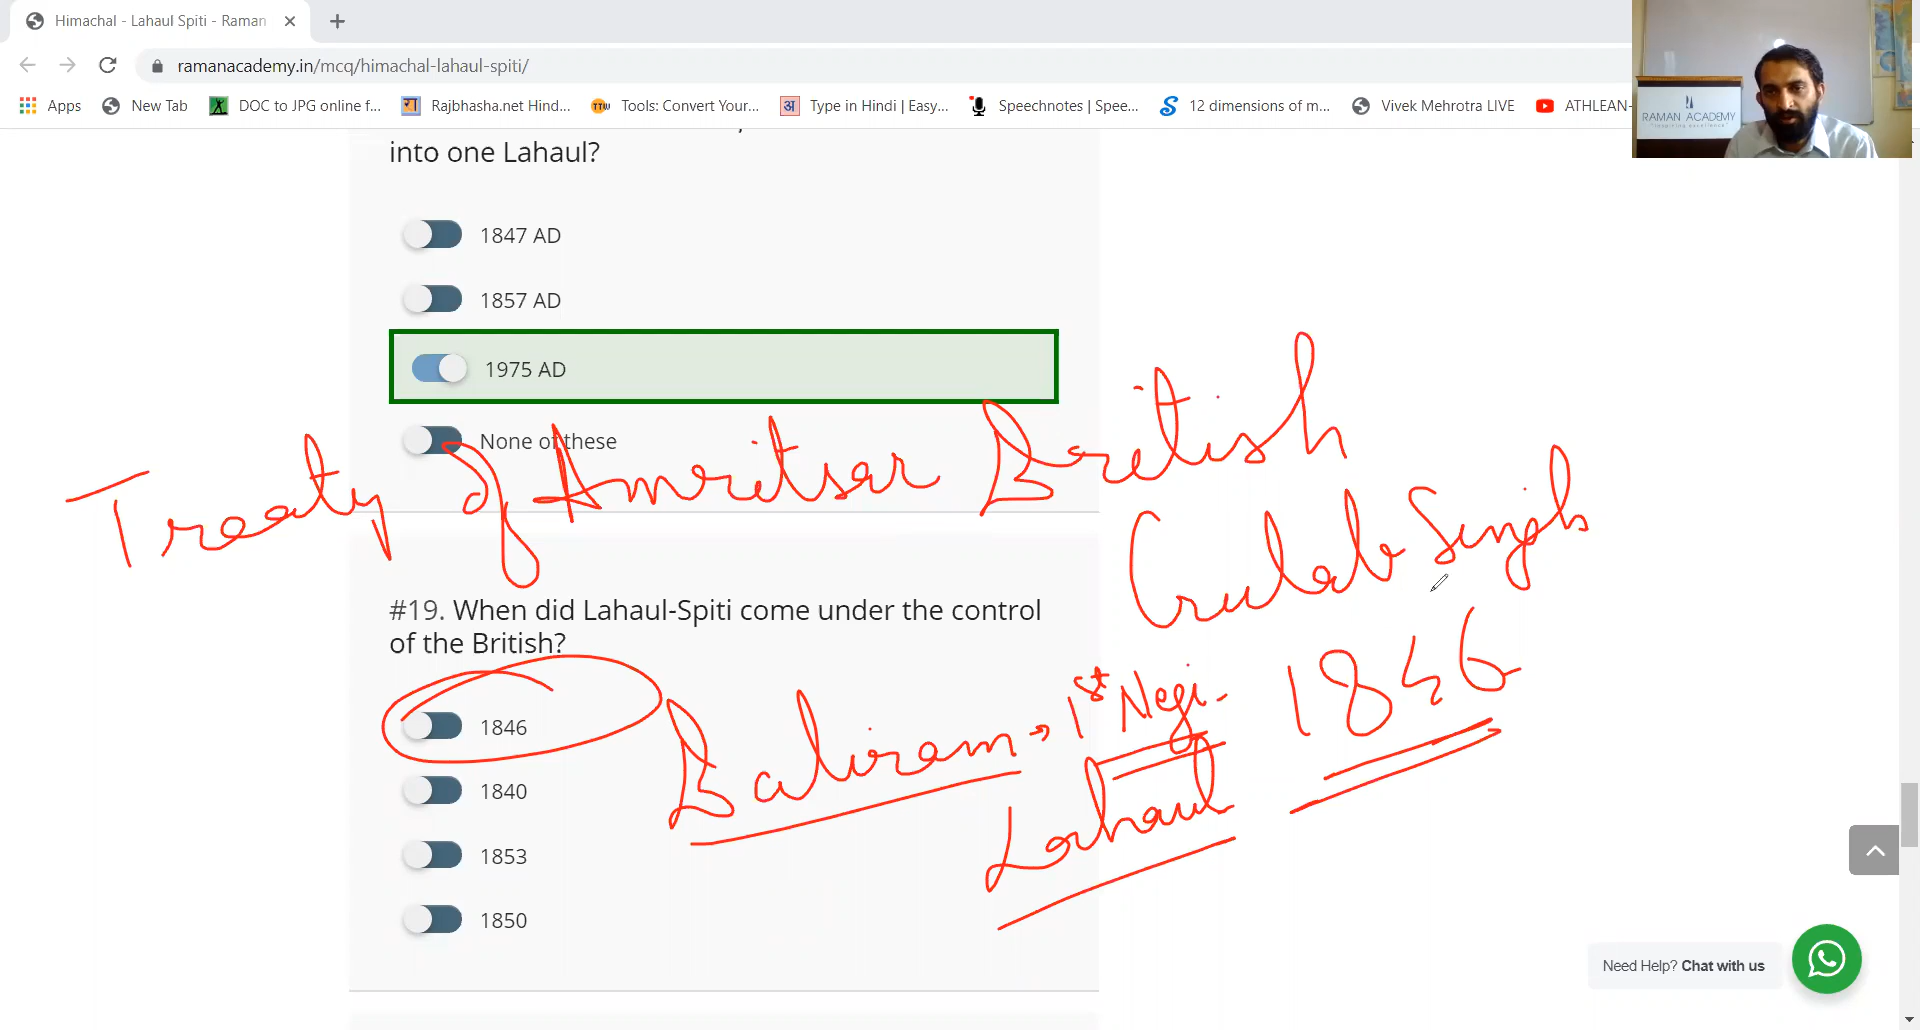 Himachal - Lahaul Spiti - Raman
ramanacademy.in/mcq/himachal-lahaul-spiti/
Apps New Tab DOC to JPG online f... Rajbhasha.net Hind... Tools: Convert Your... Type in Hindi | Easy... Speechnotes | Spee... 12 dimensions of m... Vivek Mehrotra LIVE ATHLEAN-
RAMAN ACADEMY
"inspiring excellence"
into one Lahaul?
1847 AD
1857 AD
1975 AD
None of these
Treaty of Amritsar British
Gulab Singh
1846
#19. When did Lahaul-Spiti come under the control
of the British?
1846
Baliram → 1st Negi
Lahaul
1840
1853
1850
Need Help? Chat with us